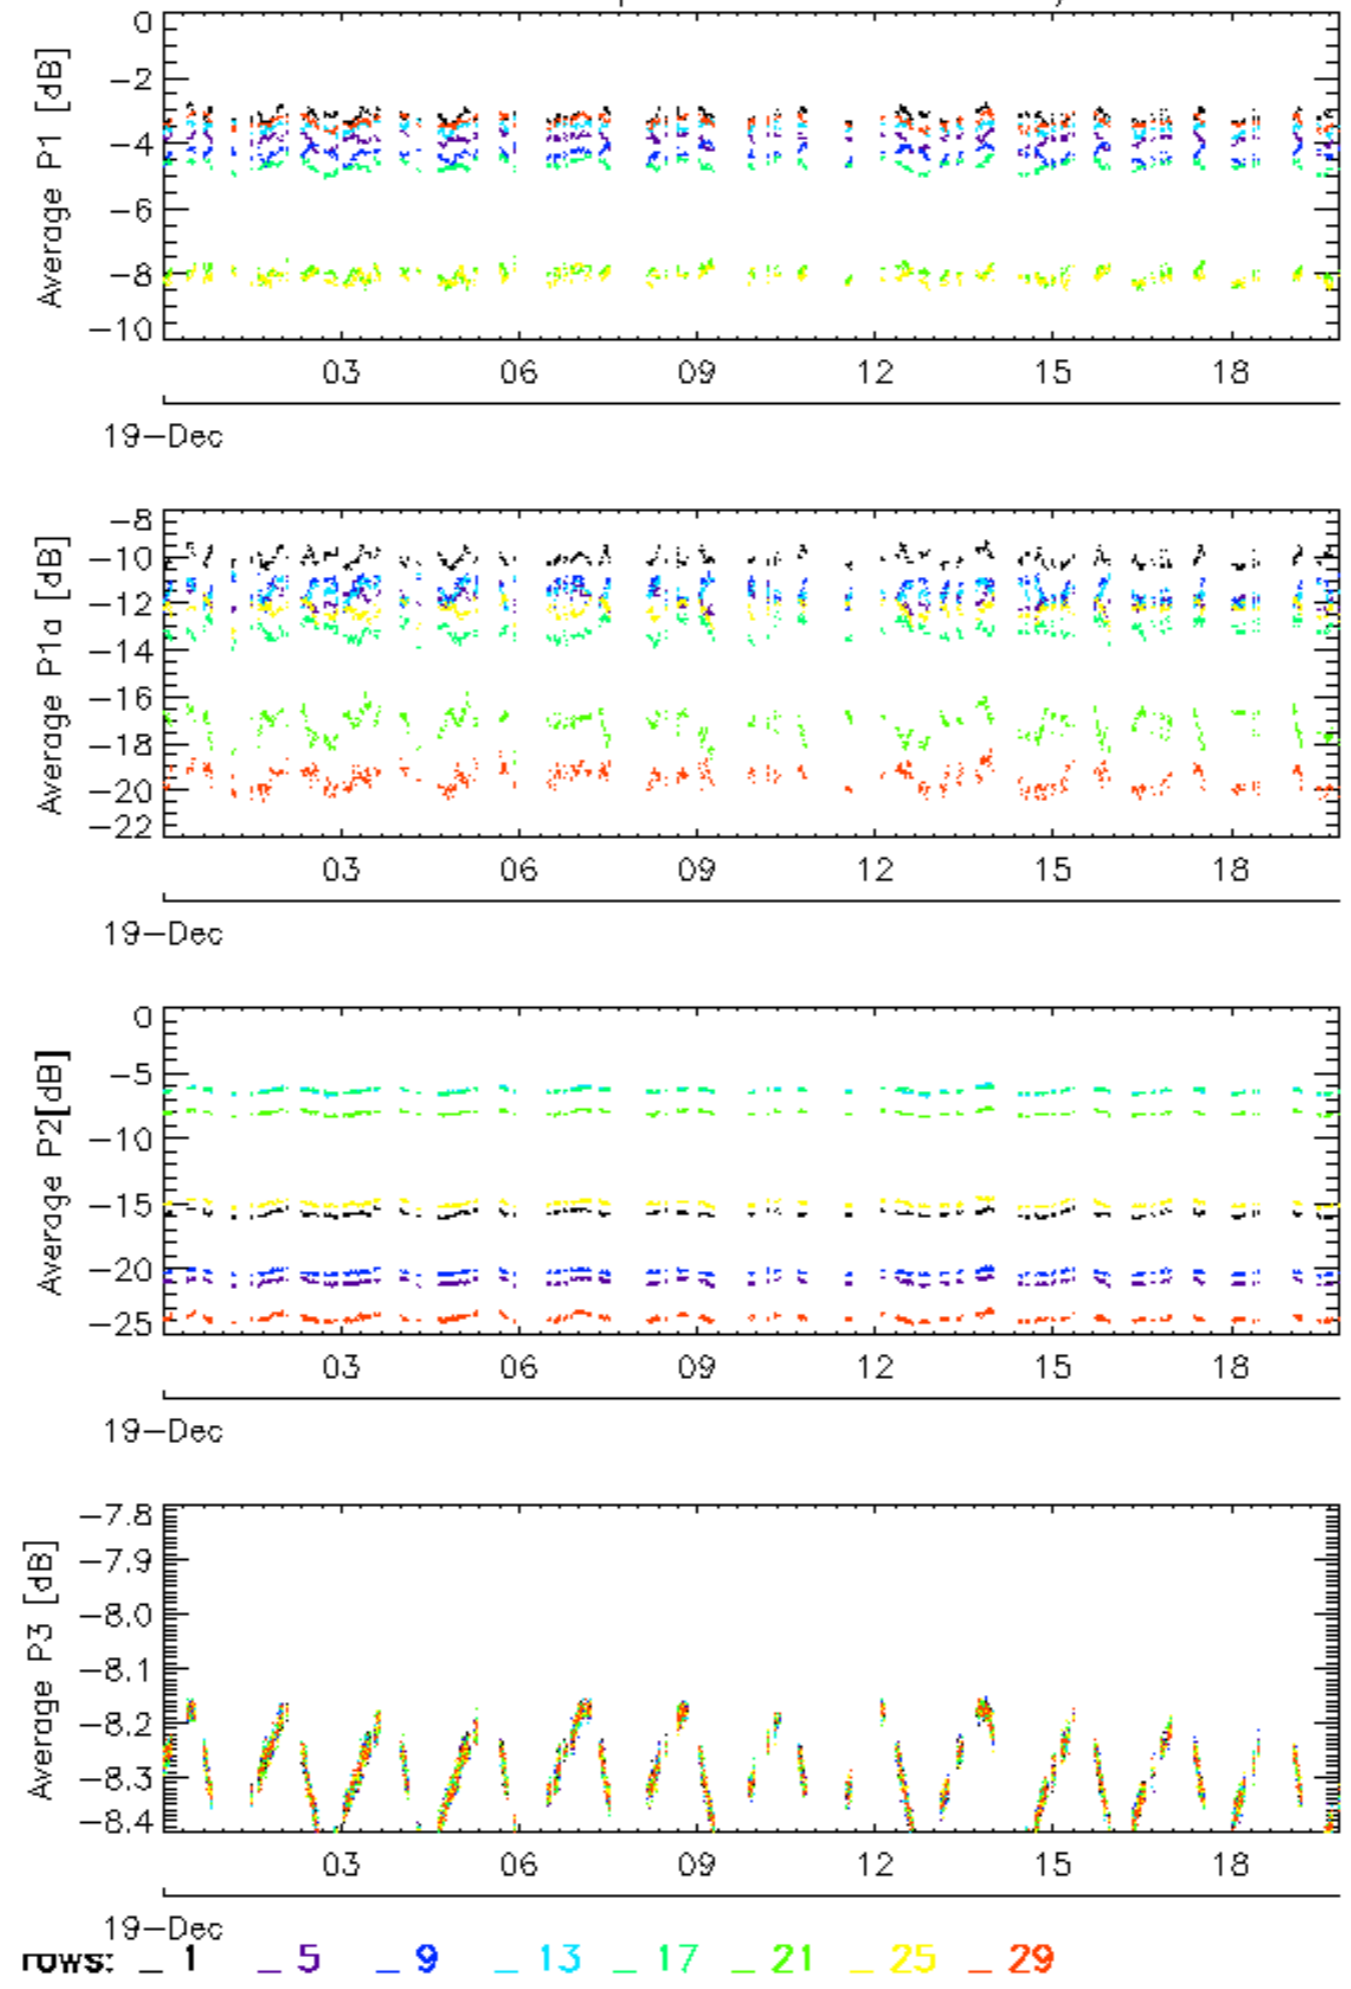 0
-2
-4
-6
-8
-10
Average P1 [dB]
03 06 09 12 15 18
19-Dec
-8
-10
-12
-14
-16
-18
-20
-22
Average P1a [dB]
03 06 09 12 15 18
19-Dec
0
-5
-10
-15
-20
-25
Average P2[dB]
03 06 09 12 15 18
19-Dec
-7.8
-7.9
-8.0
-8.1
-8.2
-8.3
-8.4
Average P3 [dB]
03 06 09 12 15 18
19-Dec
rows: _ 1 _ 5 _ 9 _ 13 _ 17 _ 21 _ 25 _ 29